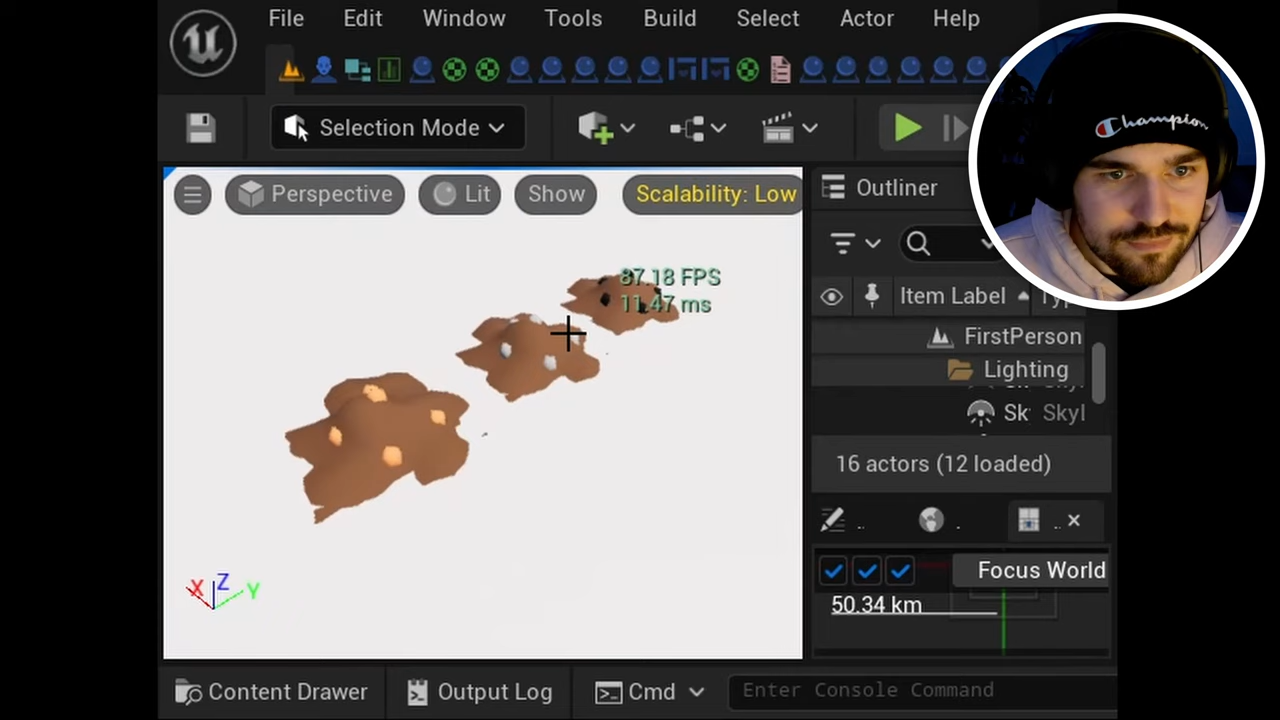 File Edit Window Tools Build Select Actor Help
Champion
Selection Mode
Perspective Lit Show Scalability: Low
Outliner
87.18 FPS
11.47 ms
Item Label
FirstPerson
Lighting
Sk Skyl
16 actors (12 loaded)
Focus World
50.34 km
X Z Y
Content Drawer Output Log Cmd Enter Console Command